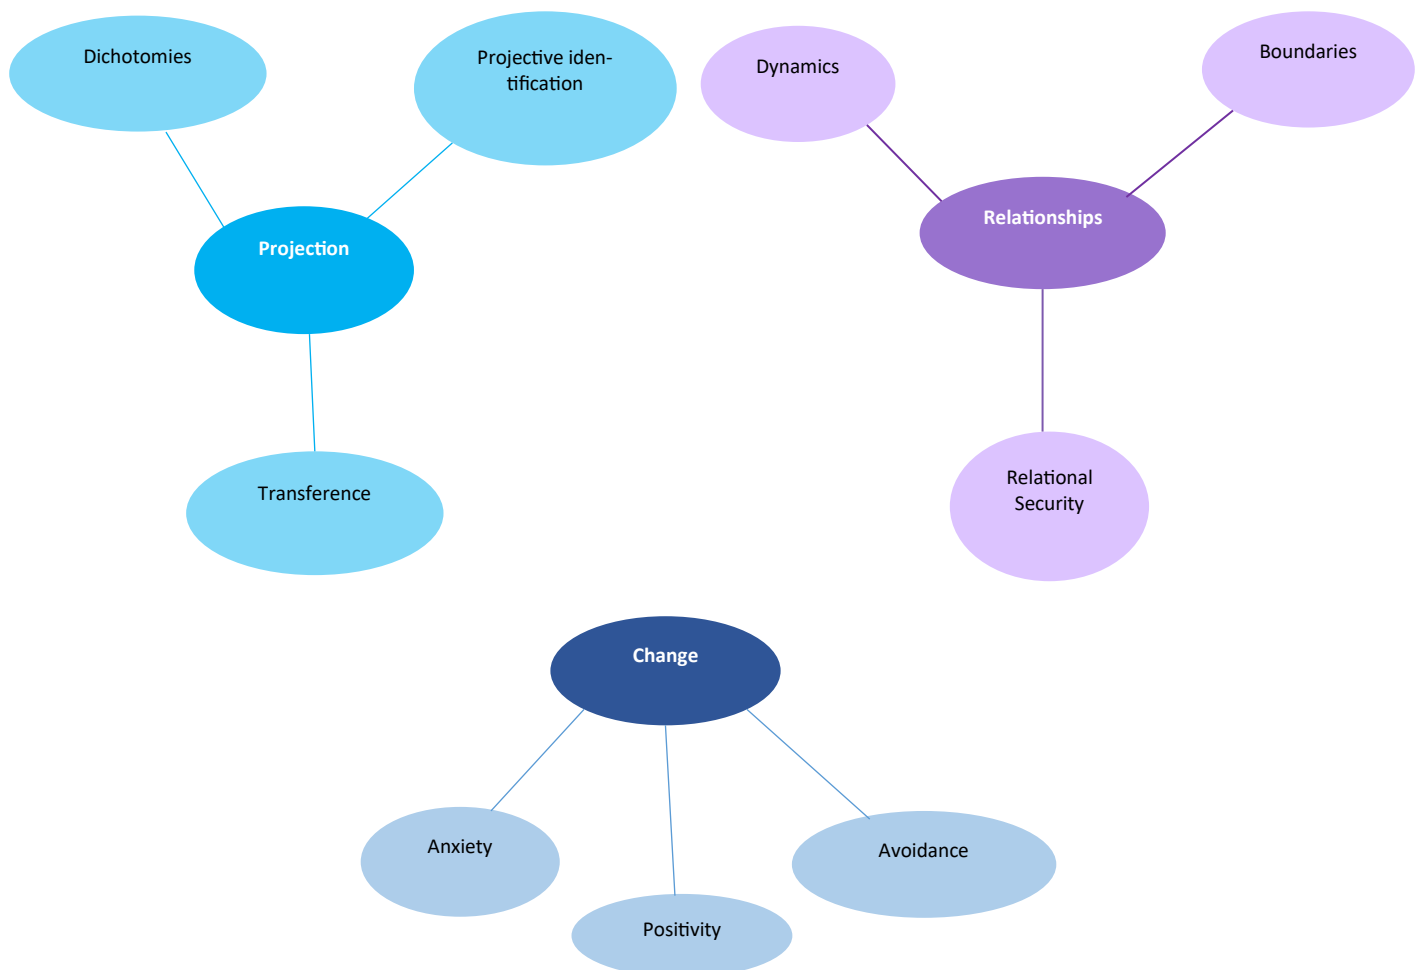 Dichotomies
Projective iden-
tification
Projection
Transference
Dynamics
Boundaries
Relationships
Relational
Security
Change
Anxiety
Positivity
Avoidance